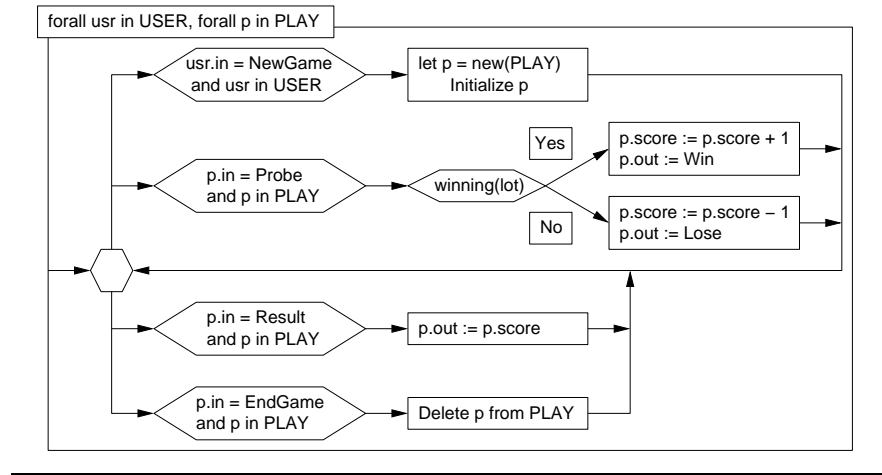 forall usr in USER, forall p in PLAY
usr.in = NewGame
and usr in USER
let p = new(PLAY)
Initialize p
p.in = Probe
and p in PLAY
winning(lot)
Yes
p.score := p.score + 1
p.out := Win
No
p.score := p.score − 1
p.out := Lose
p.in = Result
and p in PLAY
p.out := p.score
p.in = EndGame
and p in PLAY
Delete p from PLAY